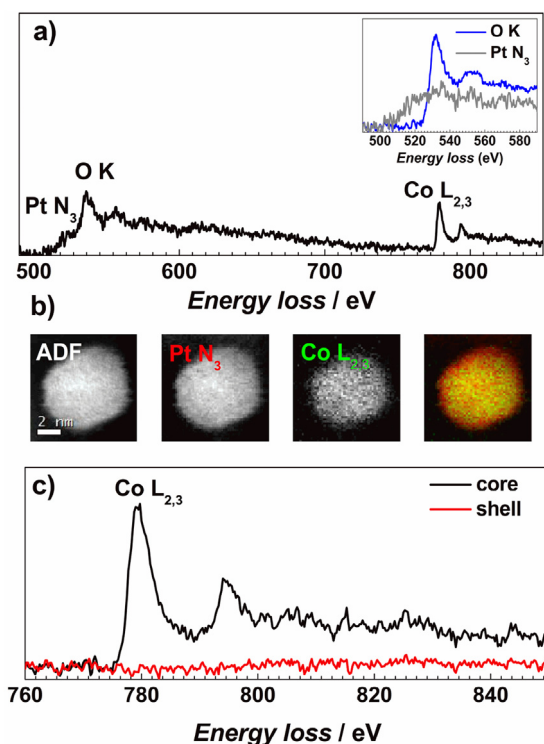 a)
O K
Pt N3
490 500 520 540 560 580
Energy loss (eV)
O K
Pt N3
Co L2,3
500 600 700 800
Energy loss / eV
b)
ADF
Pt N3
Co L2,3
2 nm
c)
Co L2,3
core
shell
760 780 800 820 840
Energy loss / eV